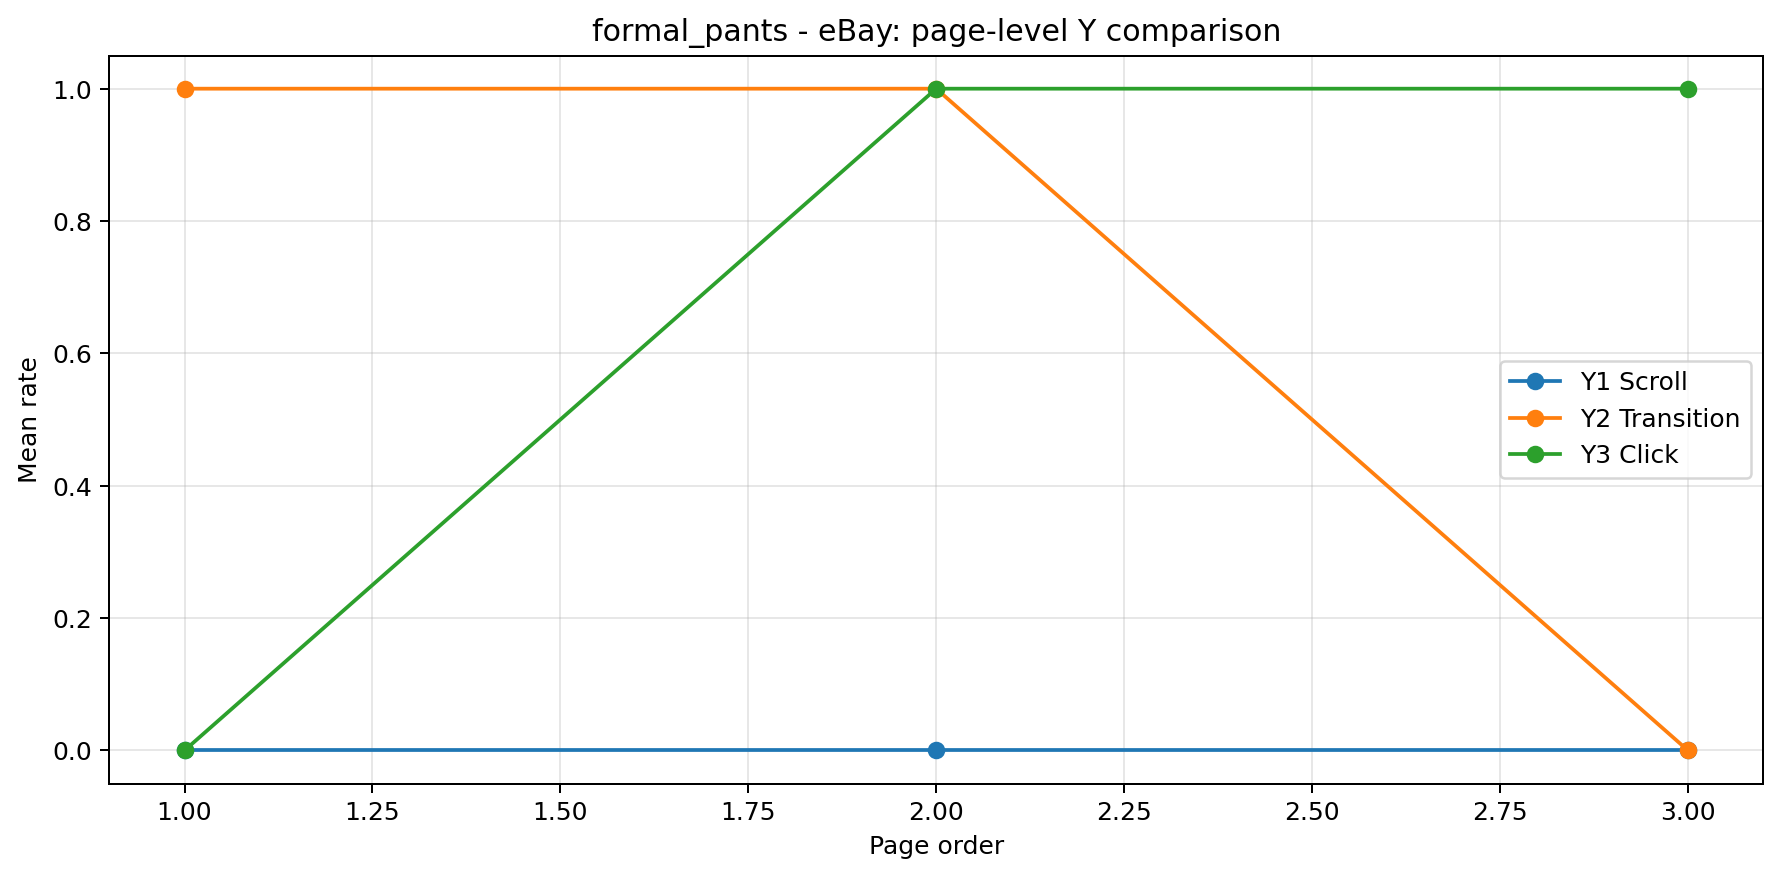 formal_pants - eBay: page-level Y comparison
Mean rate
1.0
0.8
0.6
0.4
0.2
0.0
Y1 Scroll
Y2 Transition
Y3 Click
1.00 1.25 1.50 1.75 2.00 2.25 2.50 2.75 3.00
Page order